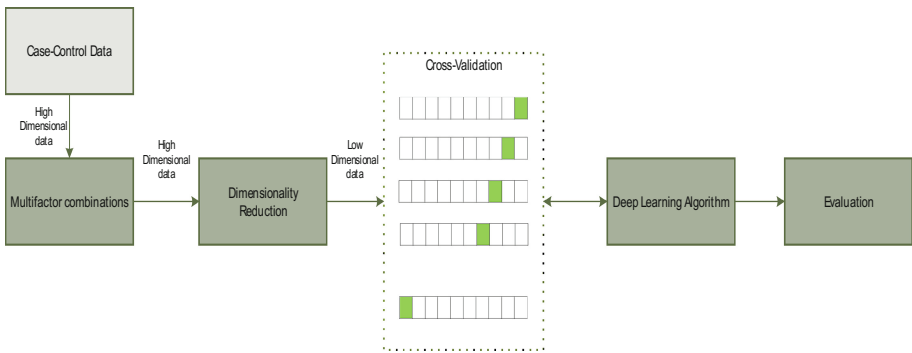 Case-Control Data
Cross-Validation
High
Dimensional
data
High
Dimensional
data
Low
Dimensional
data
Multifactor combinations
Dimensionality
Reduction
Deep Learning Algorithm
Evaluation